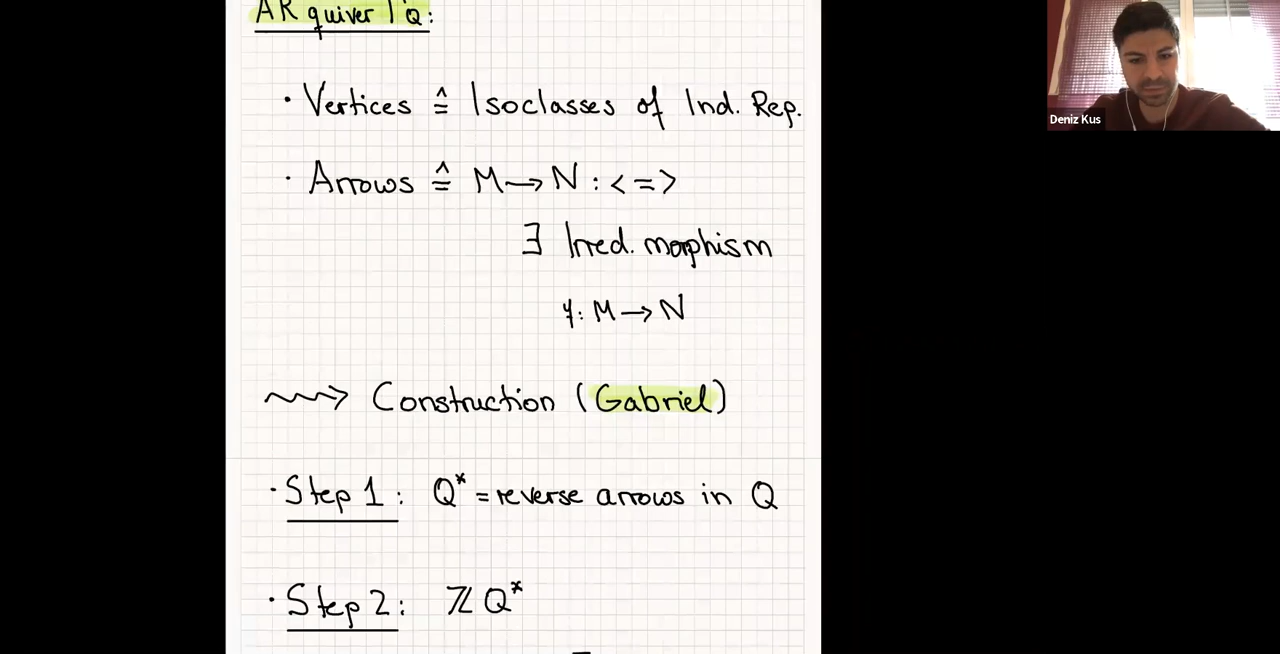 AR quiver Γ_Q:
Deniz Kus
· Vertices ≙ Isoclasses of Ind. Rep.
· Arrows ≙ M → N : <=>
∃ Irred. morphism
φ: M → N
⇝ Construction (Gabriel)
· Step 1: Q* = reverse arrows in Q
· Step 2: ℤQ*